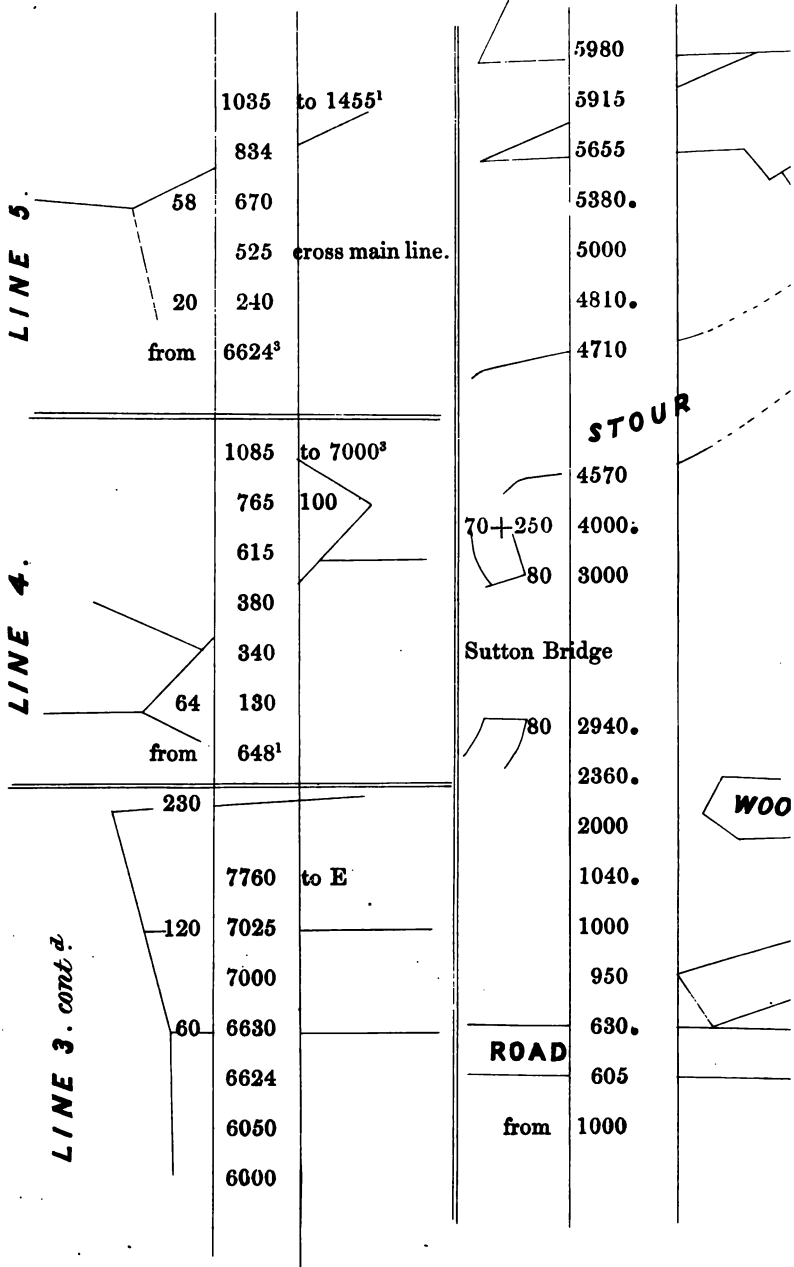 LINE 5.
1035 to 1455¹
834
58 670
525 cross main line.
20 240
from 6624³
LINE 4.
1085 to 7000³
765 100
615
380
340
64 130
from 648¹
LINE 3. contᵈ.
230
7760 to E
120 7025
7000
60 6630
6624
6050
6000
5980
5915
5655
5380.
5000
4810.
4710
STOUR
4570
70+250 4000.
80 3000
Sutton Bridge
80 2940.
2360.
WOO
2000
1040.
1000
950
630.
ROAD
605
from 1000